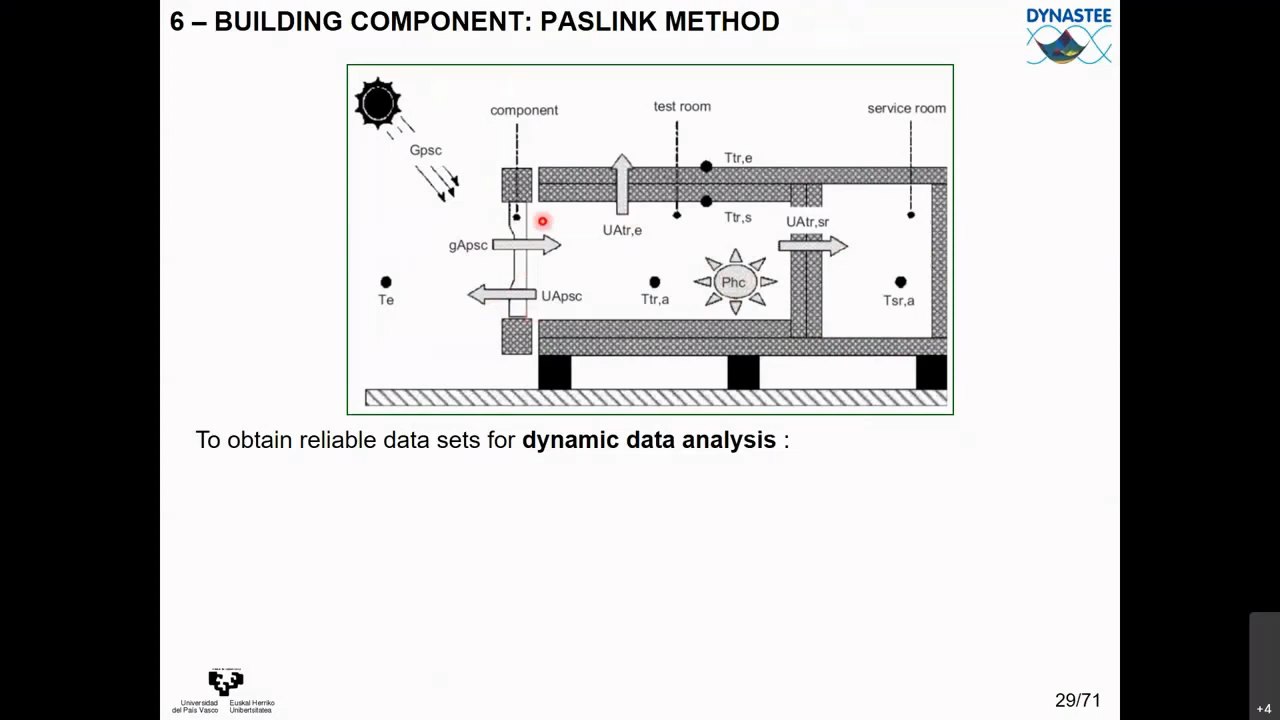 6 – BUILDING COMPONENT: PASLINK METHOD
DYNASTEE
component
test room
service room
Gpsc
Ttr,e
Ttr,s
UAtr,e
UAtr,sr
gApsc
Te
UApsc
Ttr,a
Phc
Tsr,a
To obtain reliable data sets for dynamic data analysis :
Universidad
del País Vasco
Euskal Herriko
Unibertsitatea
29/71
+4